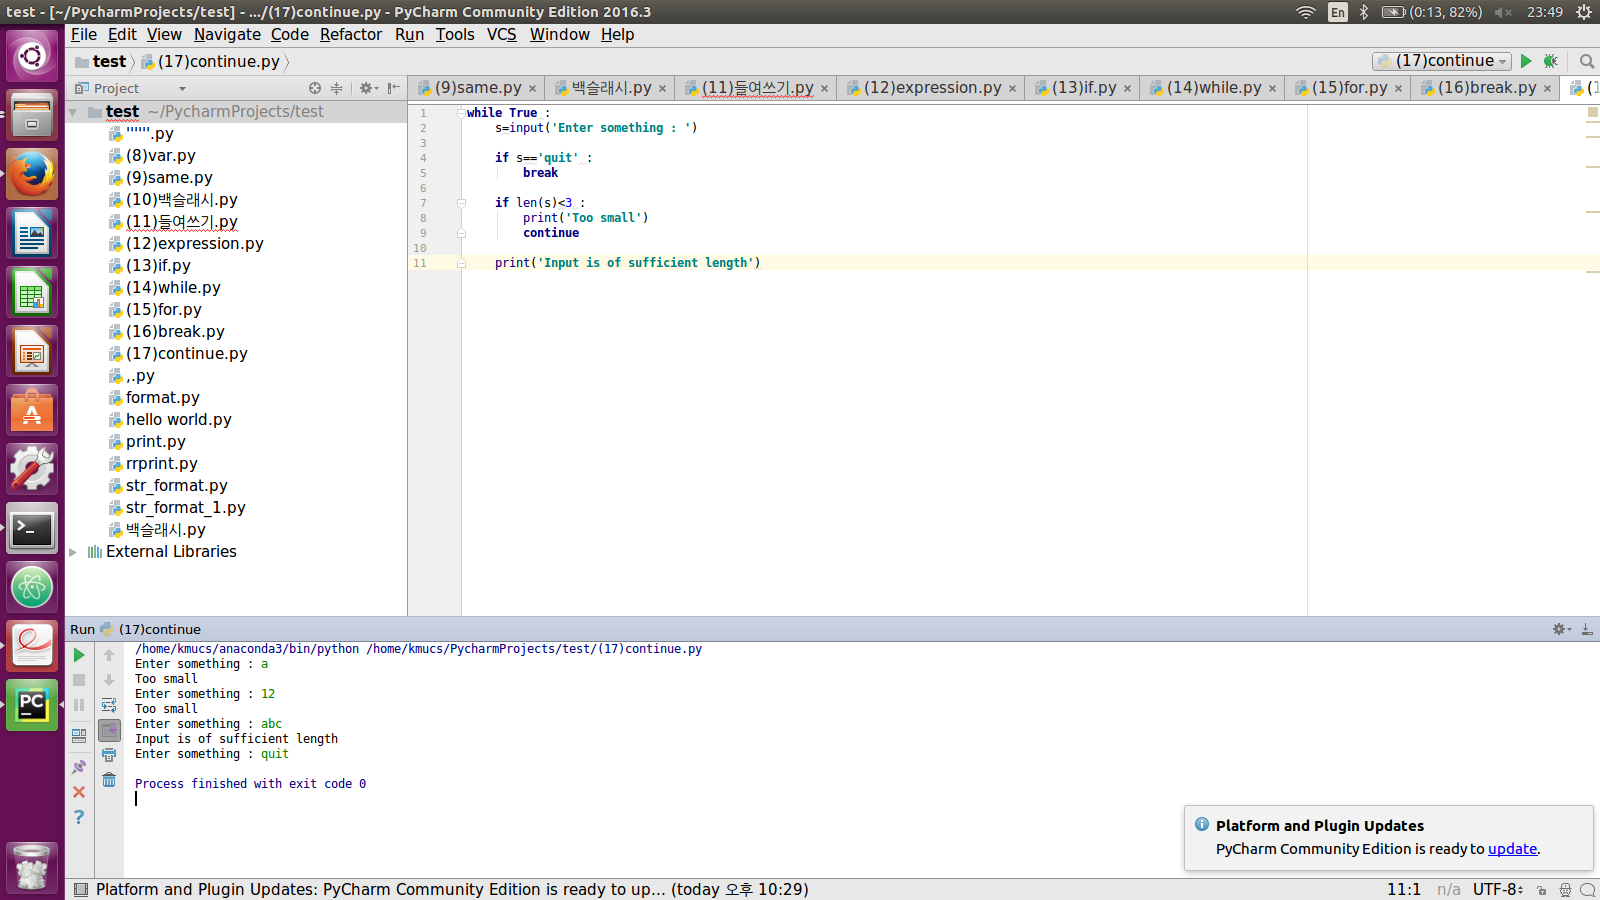 test - [~/PycharmProjects/test] - .../(17)continue.py - PyCharm Community Edition 2016.3
En (0:13, 82%) 23:49
File Edit View Navigate Code Refactor Run Tools VCS Window Help
test (17)continue.py (17)continue
Project
(9)same.py 백슬래시.py (11)들여쓰기.py (12)expression.py (13)if.py (14)while.py (15)for.py (16)break.py
test ~/PycharmProjects/test
""".py
(8)var.py
(9)same.py
(10)백슬래시.py
(11)들여쓰기.py
(12)expression.py
(13)if.py
(14)while.py
(15)for.py
(16)break.py
(17)continue.py
,.py
format.py
hello world.py
print.py
rrprint.py
str_format.py
str_format_1.py
백슬래시.py
External Libraries
1 while True :
2 s=input('Enter something : ')
3
4 if s=='quit' :
5 break
6
7 if len(s)<3 :
8 print('Too small')
9 continue
10
11 print('Input is of sufficient length')
Run (17)continue
/home/kmucs/anaconda3/bin/python /home/kmucs/PycharmProjects/test/(17)continue.py
Enter something : a
Too small
Enter something : 12
Too small
Enter something : abc
Input is of sufficient length
Enter something : quit
Process finished with exit code 0
Platform and Plugin Updates
PyCharm Community Edition is ready to update.
Platform and Plugin Updates: PyCharm Community Edition is ready to up... (today 오후 10:29)
11:1 n/a UTF-8